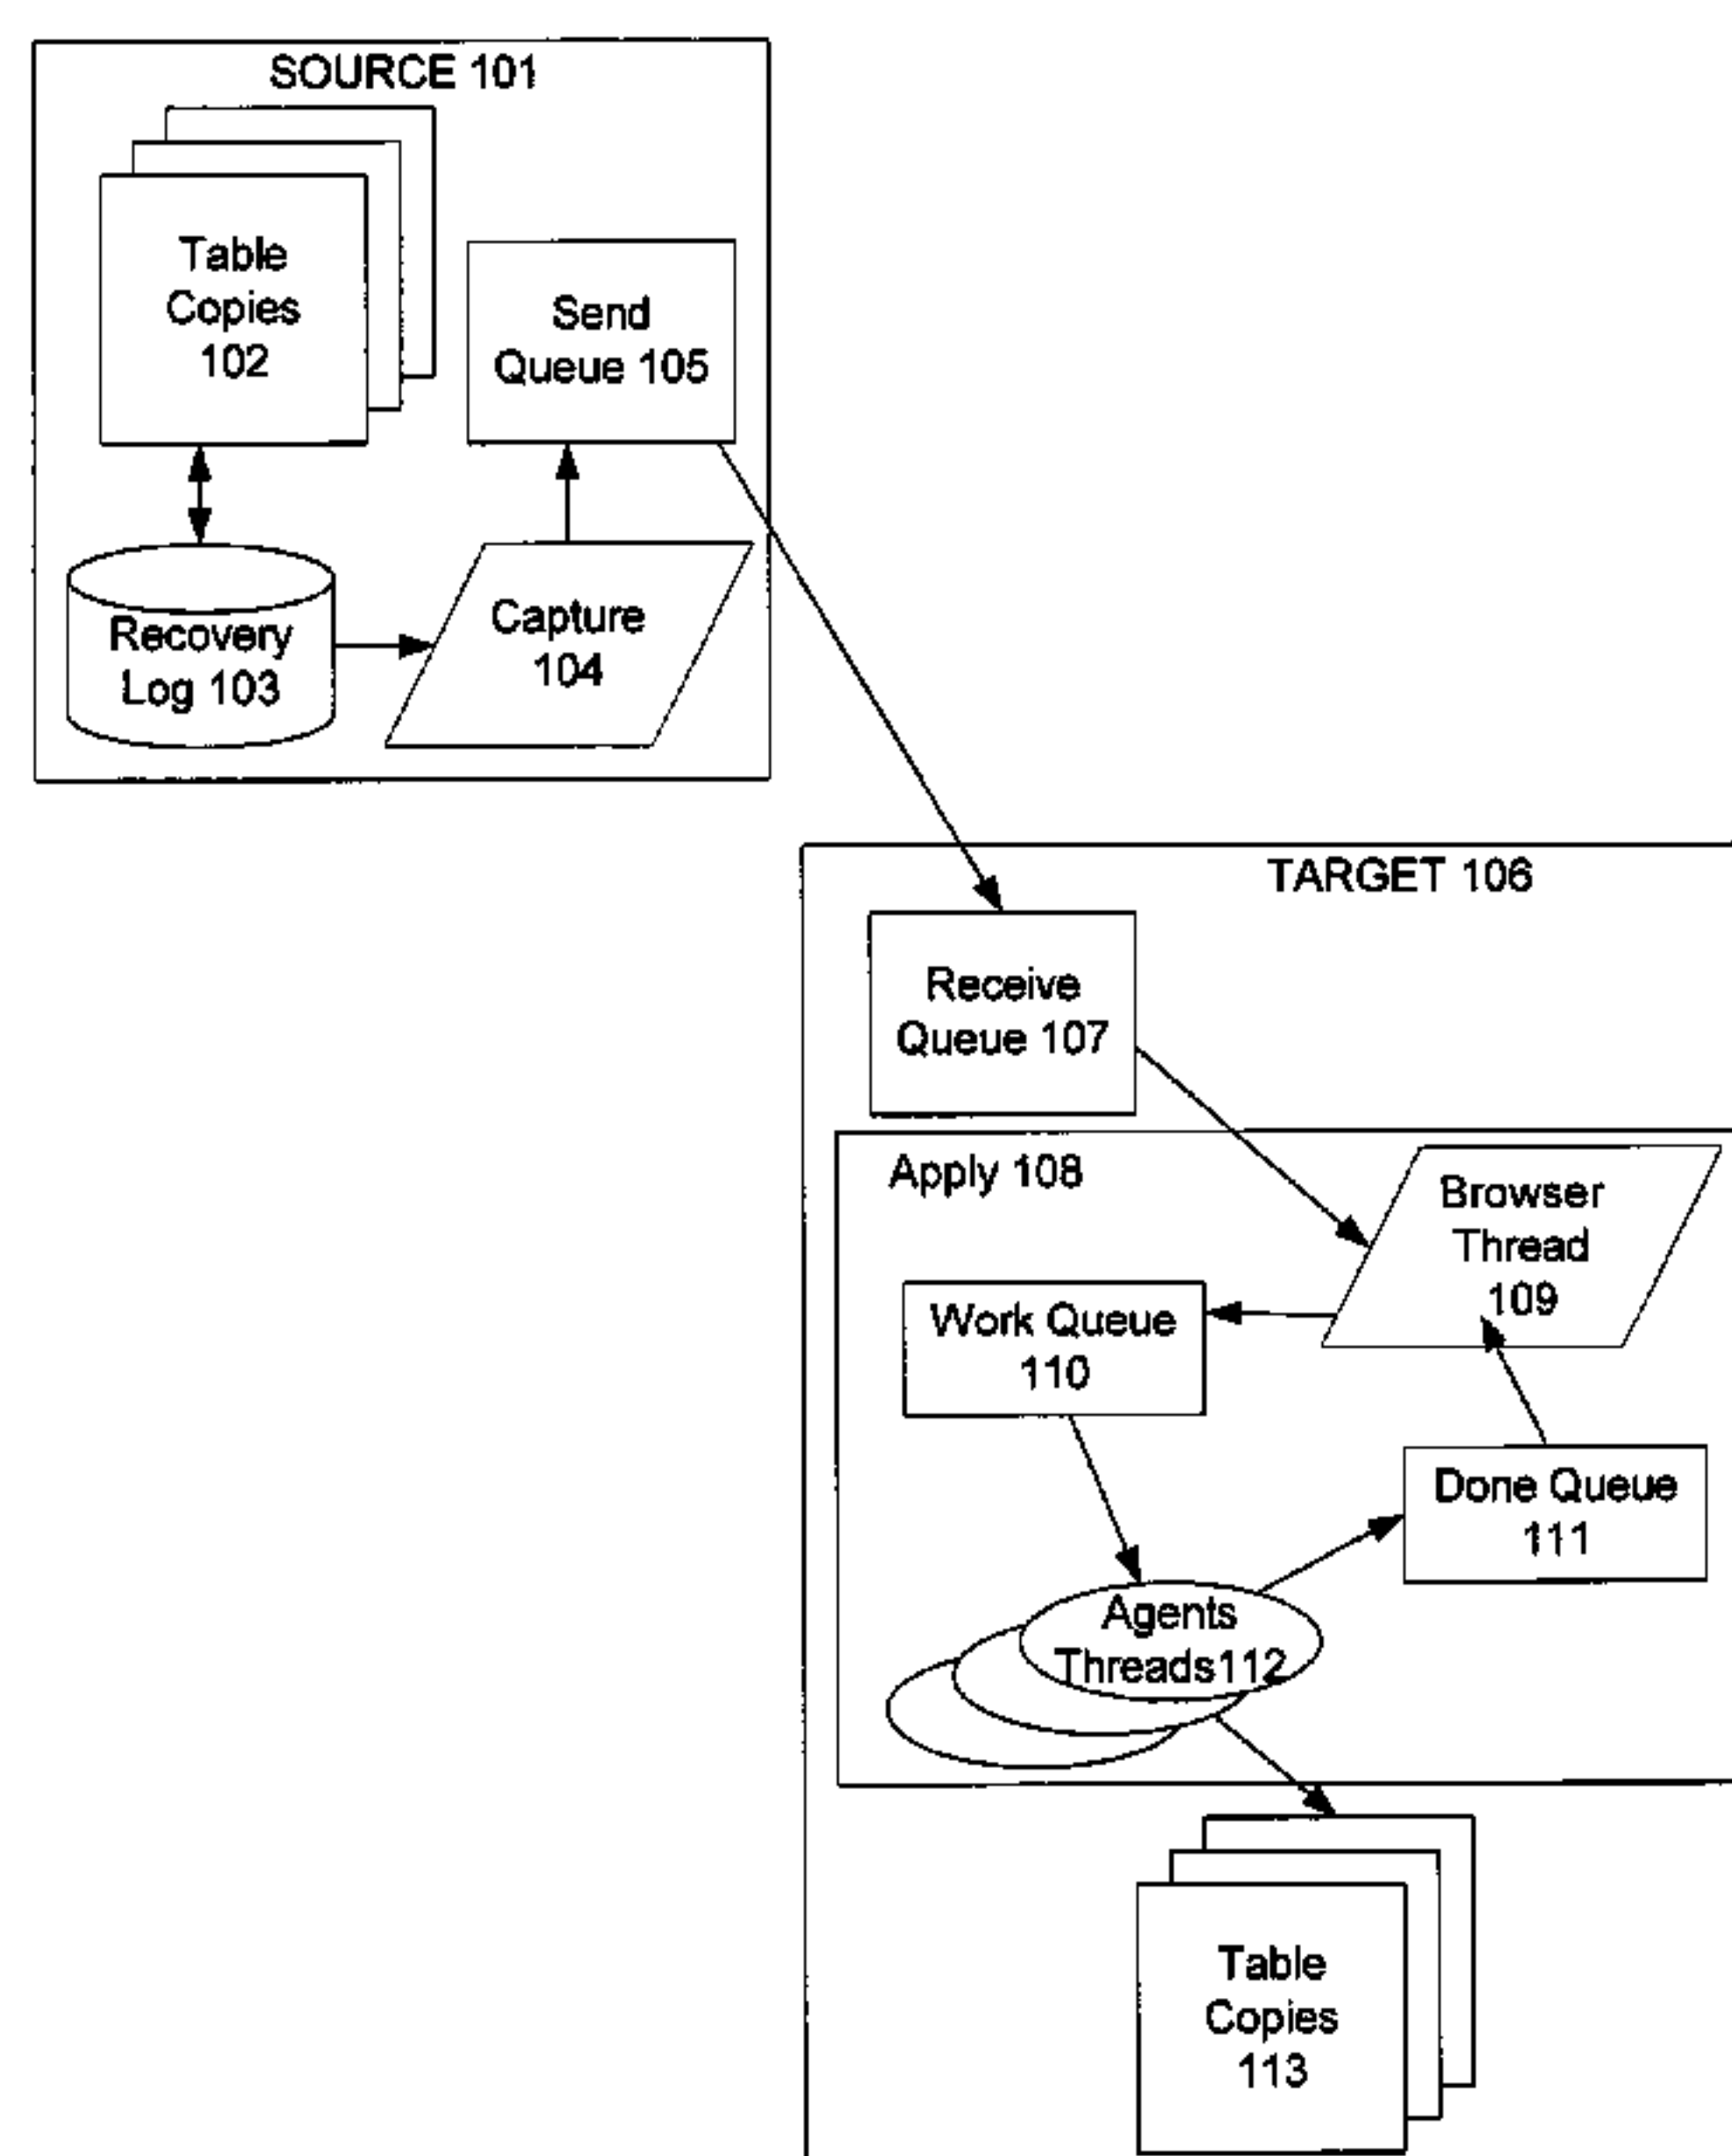 SOURCE 101
Table
Copies
102
Send
Queue 105
Recovery
Log 103
Capture
104
TARGET 106
Receive
Queue 107
Apply 108
Browser
Thread
109
Work Queue
110
Done Queue
111
Agents
Threads112
Table
Copies
113